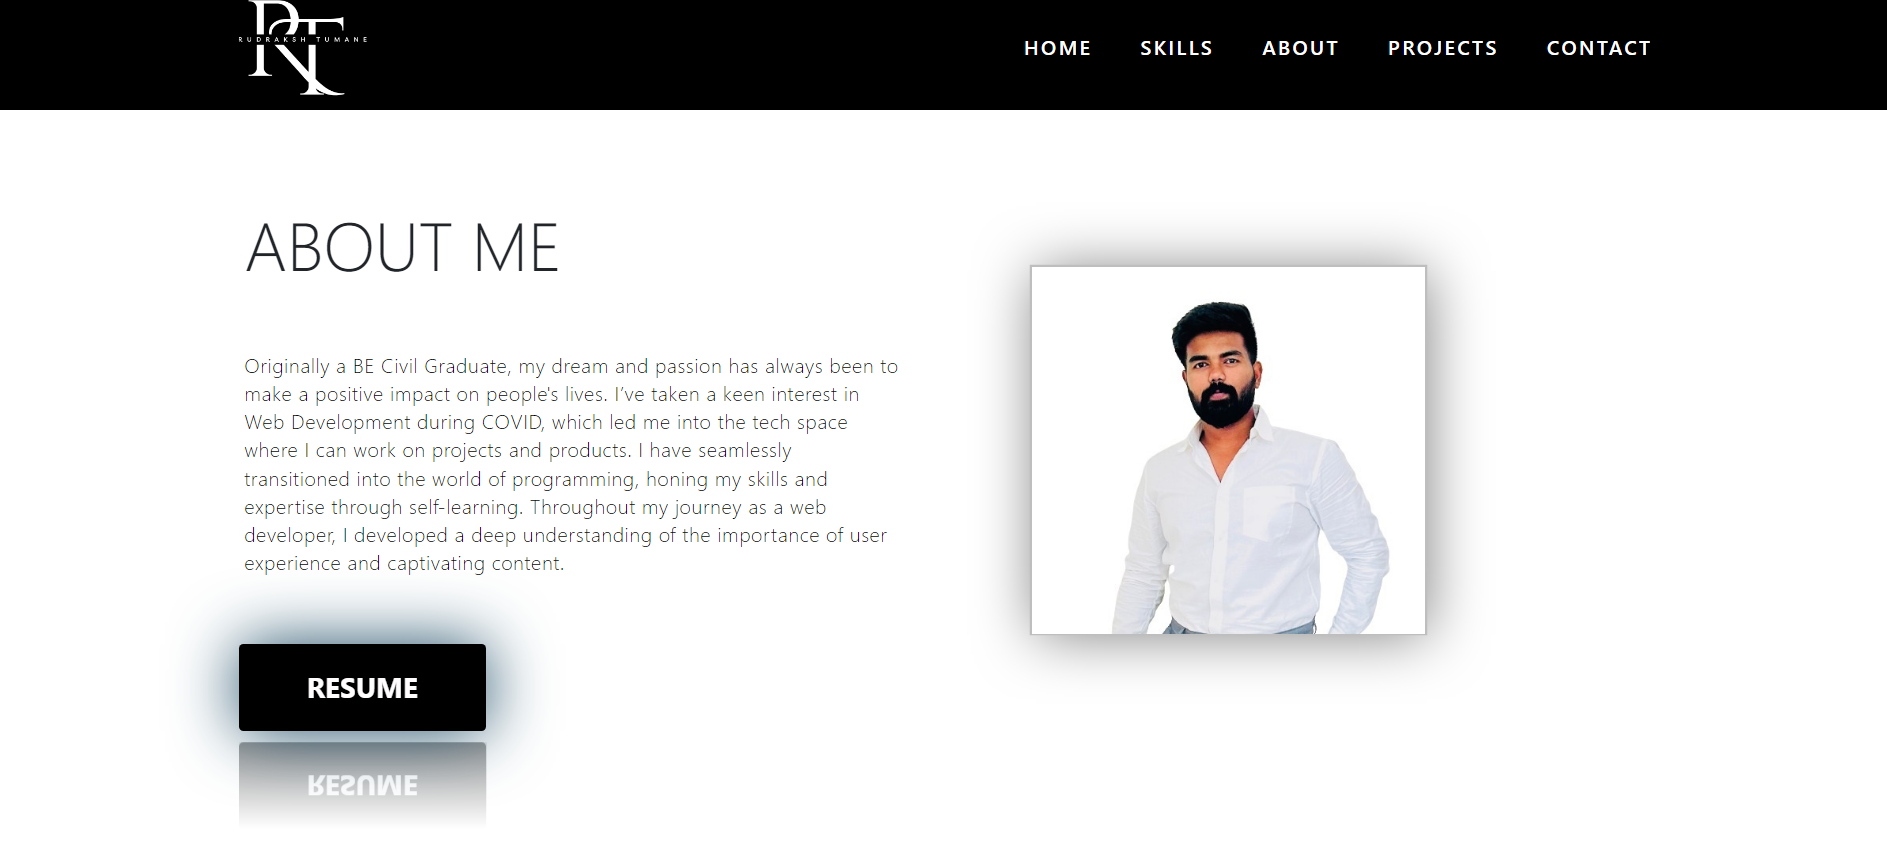 RT
RUDRAKSH TUMANE
HOME SKILLS ABOUT PROJECTS CONTACT
ABOUT ME
Originally a BE Civil Graduate, my dream and passion has always been to
make a positive impact on people's lives. I’ve taken a keen interest in
Web Development during COVID, which led me into the tech space
where I can work on projects and products. I have seamlessly
transitioned into the world of programming, honing my skills and
expertise through self-learning. Throughout my journey as a web
developer, I developed a deep understanding of the importance of user
experience and captivating content.
RESUME
RESUME